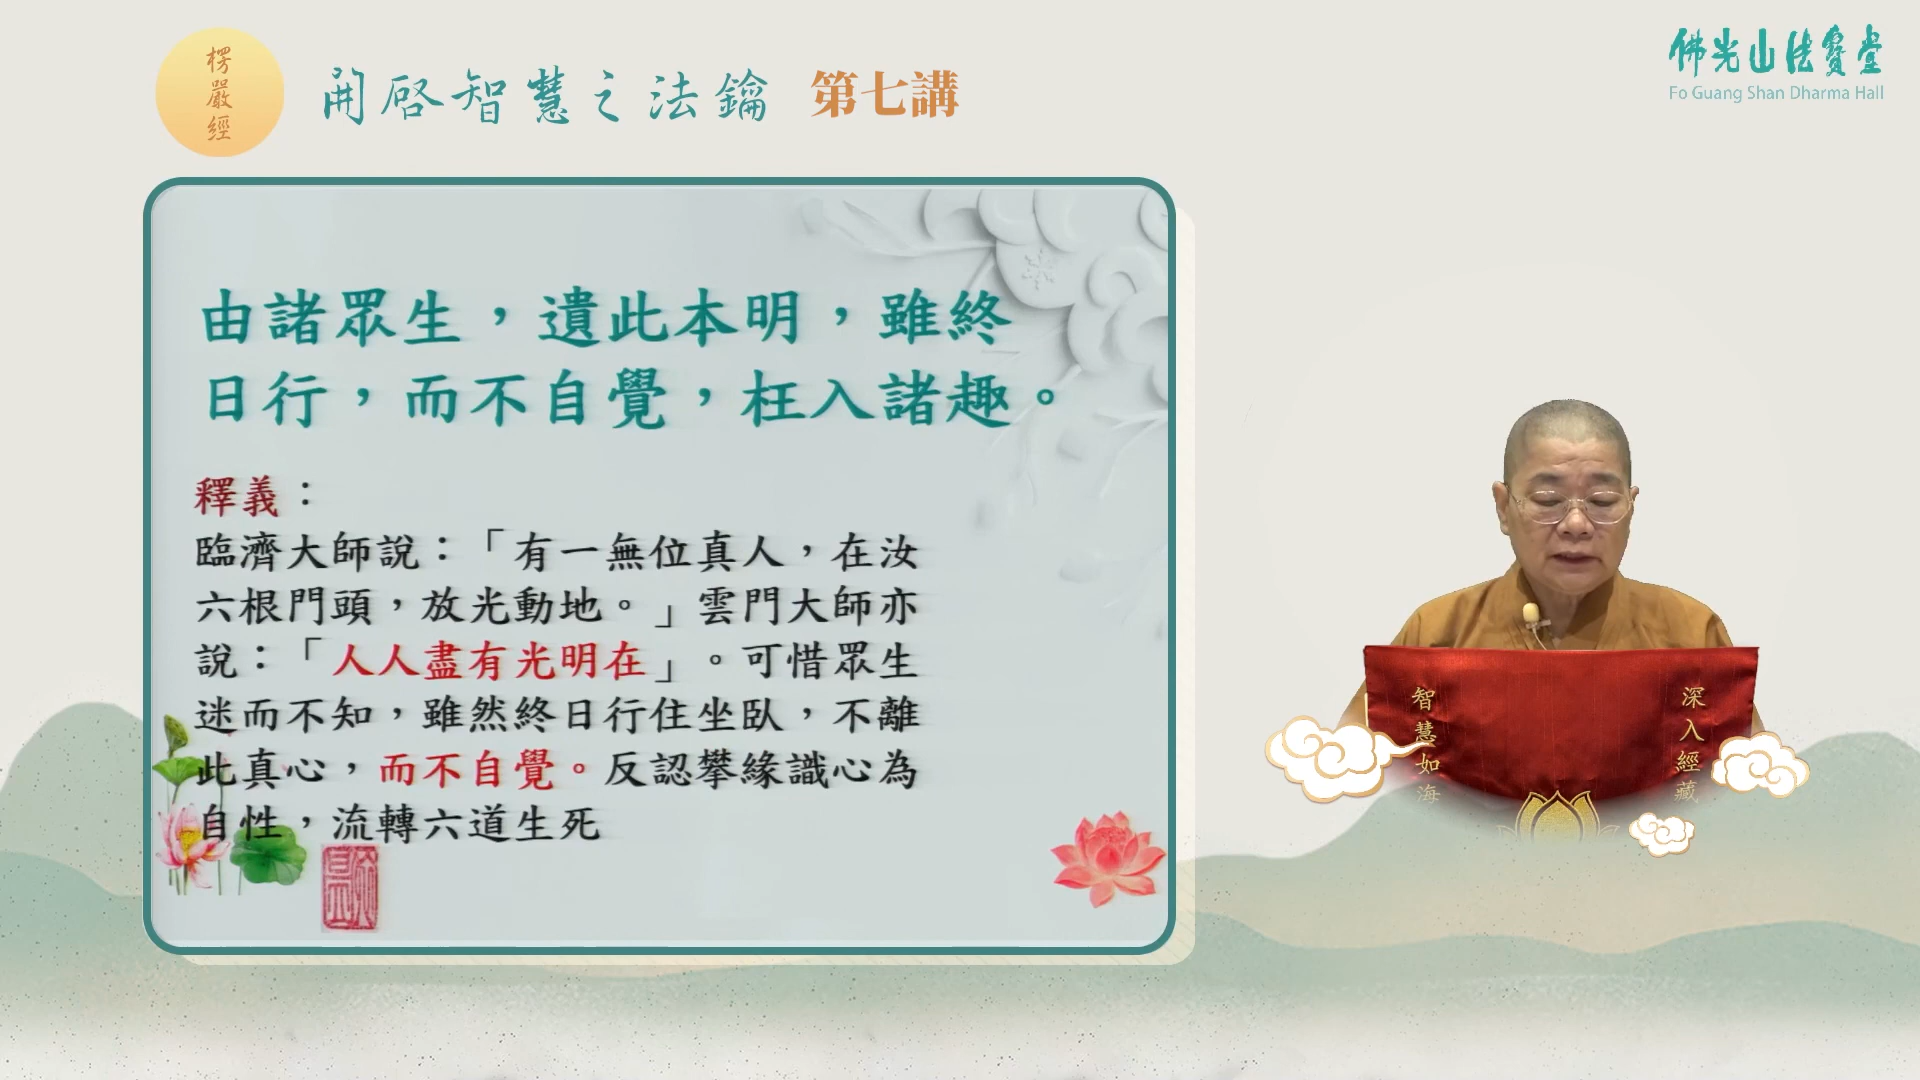 楞嚴經
開啓智慧之法鑰 第七講
佛光山法寶堂
Fo Guang Shan Dharma Hall
由諸眾生，遺此本明，雖終
日行，而不自覺，枉入諸趣。
釋義：
臨濟大師說：「有一無位真人，在汝
六根門頭，放光動地。」雲門大師亦
說：「人人盡有光明在」。可惜眾生
迷而不知，雖然終日行住坐臥，不離
此真心，而不自覺。反認攀緣識心為
自性，流轉六道生死
深入經藏
智慧如海